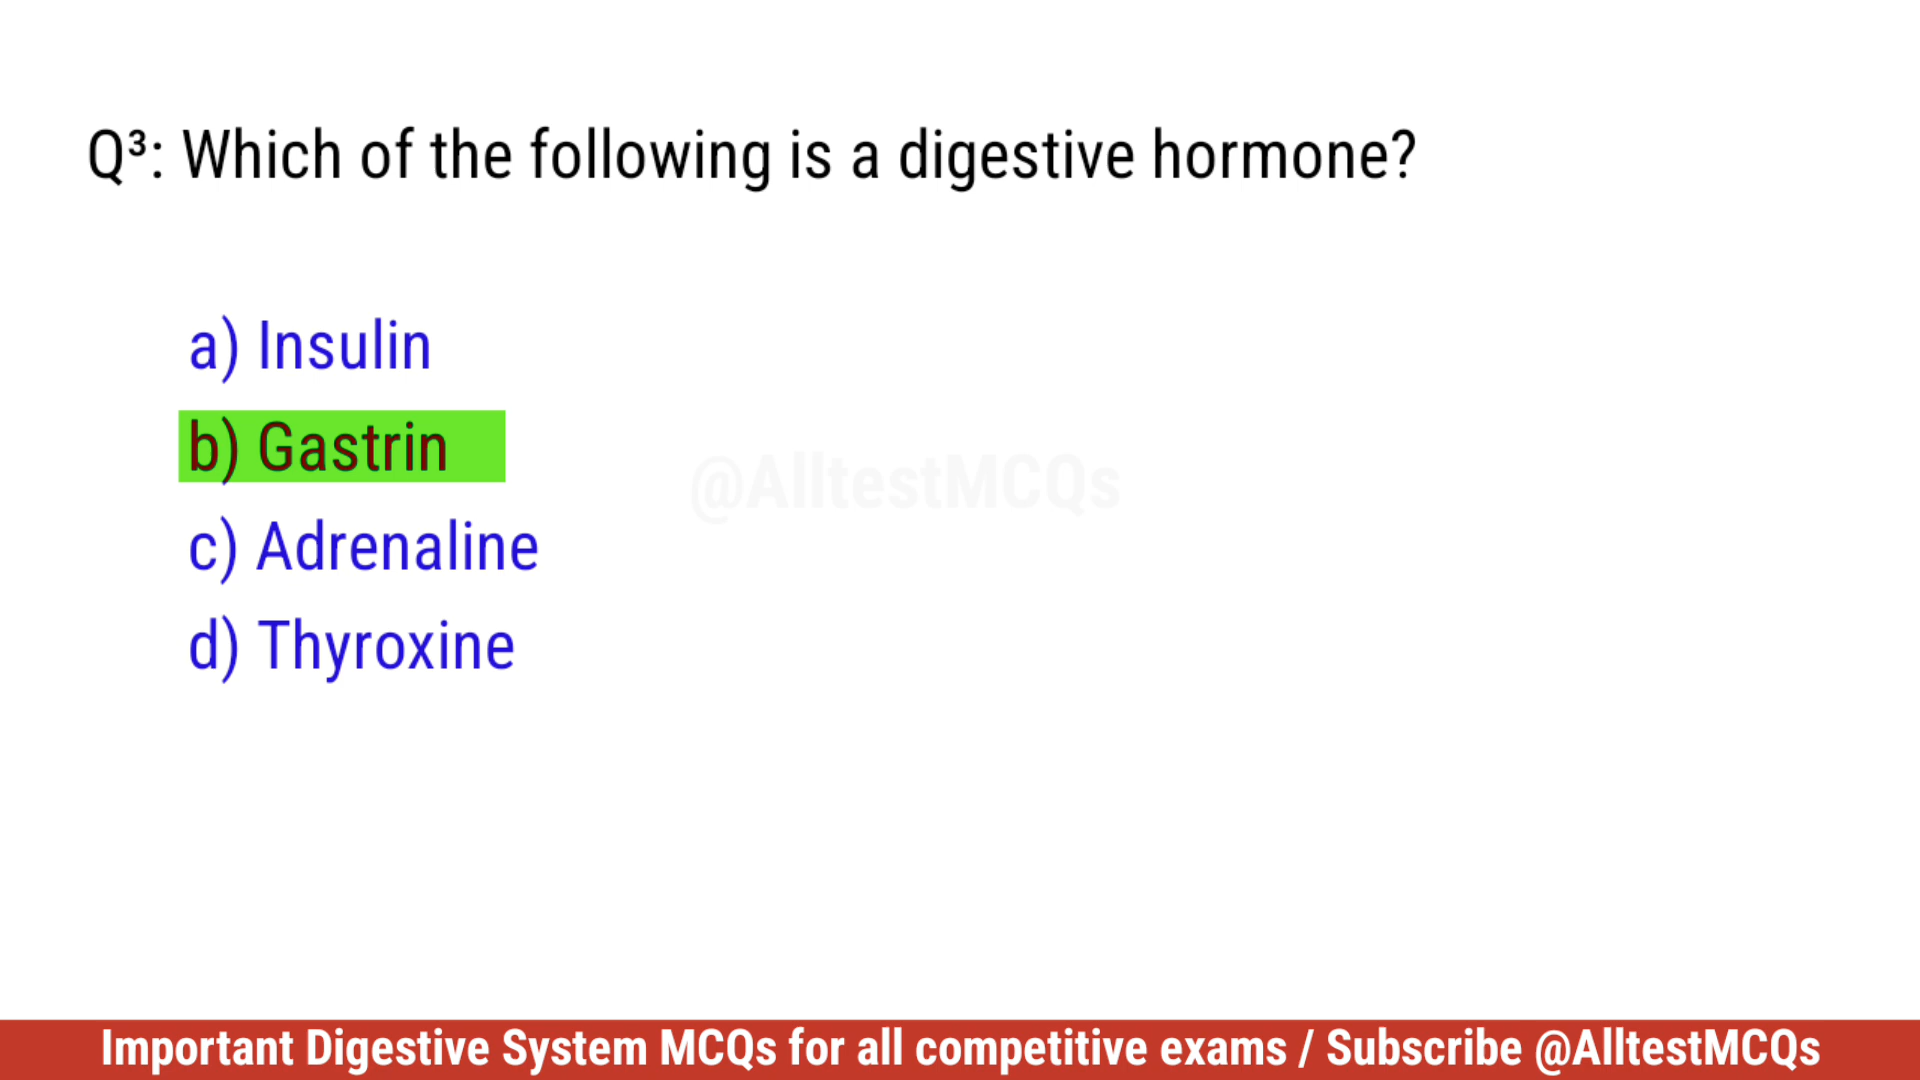 Q³: Which of the following is a digestive hormone?
a) Insulin
b) Gastrin
@AlltestMCQs
c) Adrenaline
d) Thyroxine
Important Digestive System MCQs for all competitive exams / Subscribe @AlltestMCQs